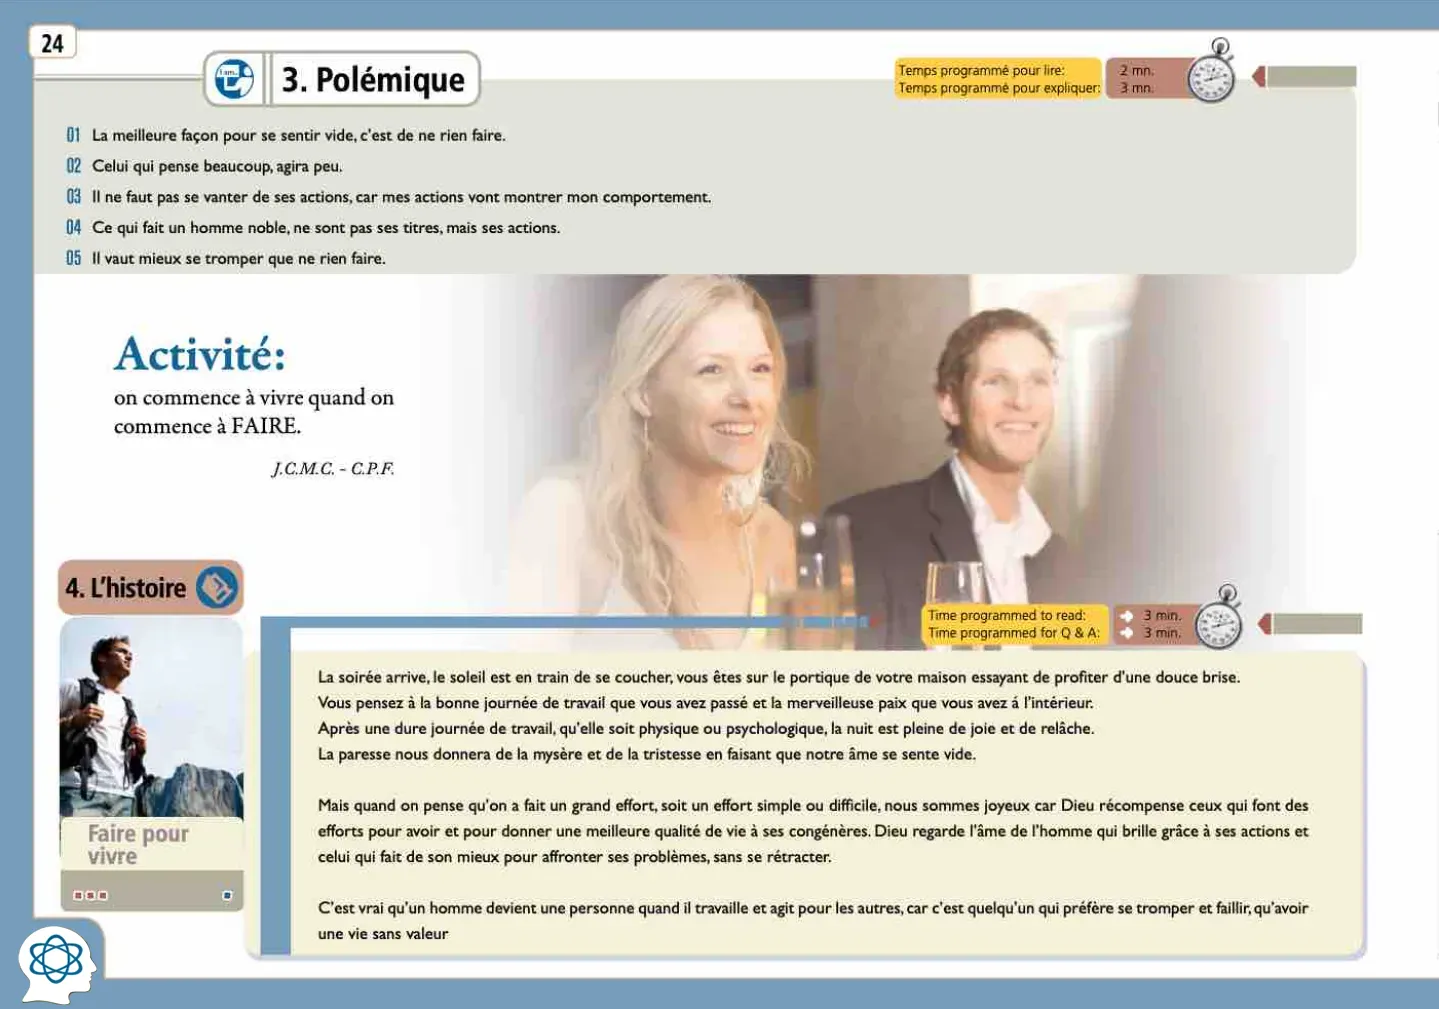 24
I am...
3. Polémique
Temps programmé pour lire: 2 mn.
Temps programmé pour expliquer: 3 mn.
01 La meilleure façon pour se sentir vide, c'est de ne rien faire.
02 Celui qui pense beaucoup, agira peu.
03 Il ne faut pas se vanter de ses actions, car mes actions vont montrer mon comportement.
04 Ce qui fait un homme noble, ne sont pas ses titres, mais ses actions.
05 Il vaut mieux se tromper que ne rien faire.
Activité:
on commence à vivre quand on
commence à FAIRE.
J.C.M.C. - C.P.F.
4. L'histoire
Time programmed to read: 3 min.
Time programmed for Q & A: 3 min.
La soirée arrive, le soleil est en train de se coucher, vous êtes sur le portique de votre maison essayant de profiter d'une douce brise.
Vous pensez à la bonne journée de travail que vous avez passé et la merveilleuse paix que vous avez á l'intérieur.
Après une dure journée de travail, qu'elle soit physique ou psychologique, la nuit est pleine de joie et de relâche.
La paresse nous donnera de la mysère et de la tristesse en faisant que notre âme se sente vide.
Mais quand on pense qu'on a fait un grand effort, soit un effort simple ou difficile, nous sommes joyeux car Dieu récompense ceux qui font des
efforts pour avoir et pour donner une meilleure qualité de vie à ses congénères. Dieu regarde l'âme de l'homme qui brille grâce à ses actions et
celui qui fait de son mieux pour affronter ses problèmes, sans se rétracter.
C'est vrai qu'un homme devient une personne quand il travaille et agit pour les autres, car c'est quelqu'un qui préfère se tromper et faillir, qu'avoir
une vie sans valeur
Faire pour
vivre